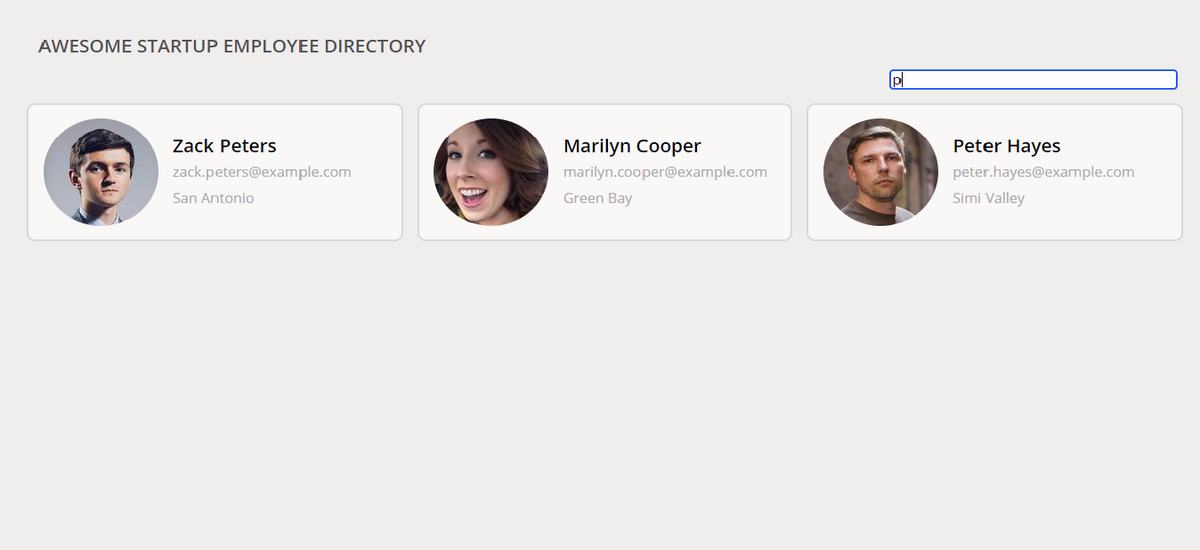 AWESOME STARTUP EMPLOYEE DIRECTORY
p
Zack Peters
zack.peters@example.com
San Antonio
Marilyn Cooper
marilyn.cooper@example.com
Green Bay
Peter Hayes
peter.hayes@example.com
Simi Valley